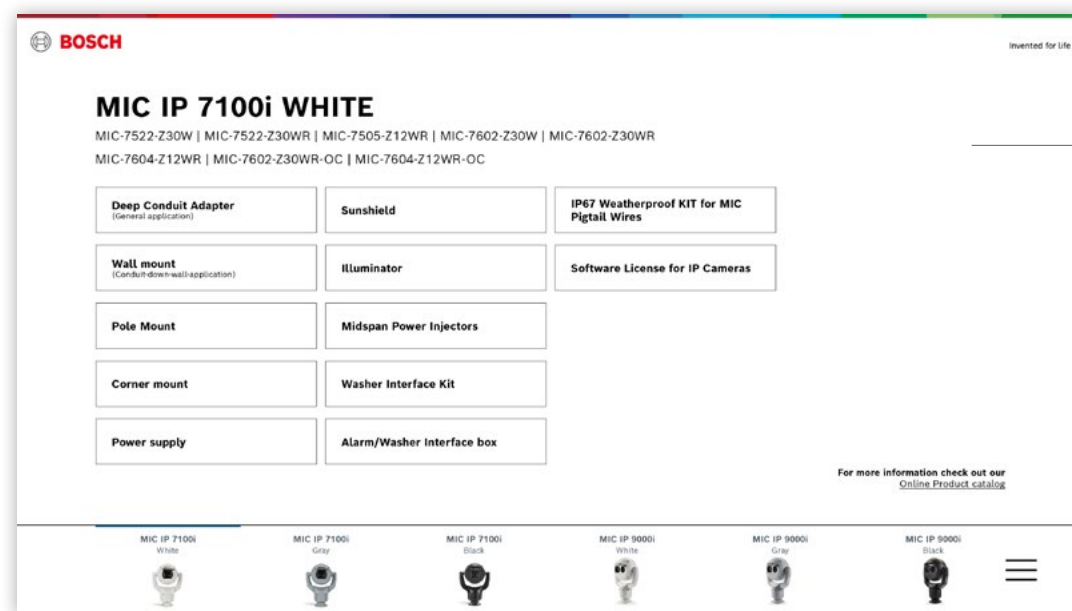 BOSCH
Invented for life
MIC IP 7100i WHITE
MIC-7522-Z30W | MIC-7522-Z30WR | MIC-7505-Z12WR | MIC-7602-Z30W | MIC-7602-Z30WR
MIC-7604-Z12WR | MIC-7602-Z30WR-OC | MIC-7604-Z12WR-OC
Deep Conduit Adapter
(General application)
Sunshield
IP67 Weatherproof KIT for MIC
Pigtail Wires
Wall mount
(Conduit-down-wall-application)
Illuminator
Software License for IP Cameras
Pole Mount
Midspan Power Injectors
Corner mount
Washer Interface Kit
Power supply
Alarm/Washer Interface box
For more information check out our
Online Product catalog
MIC IP 7100i
White
MIC IP 7100i
Gray
MIC IP 7100i
Black
MIC IP 9000i
White
MIC IP 9000i
Gray
MIC IP 9000i
Black